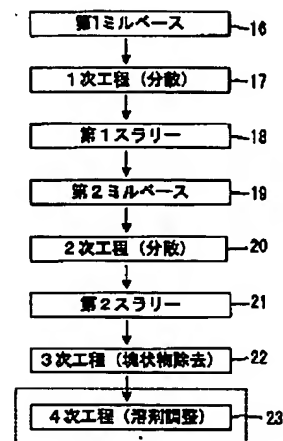 第1ミルベース 16
1次工程（分散） 17
第1スラリー 18
第2ミルベース 19
2次工程（分散） 20
第2スラリー 21
3次工程（塊状物除去） 22
4次工程（溶剤調整） 23